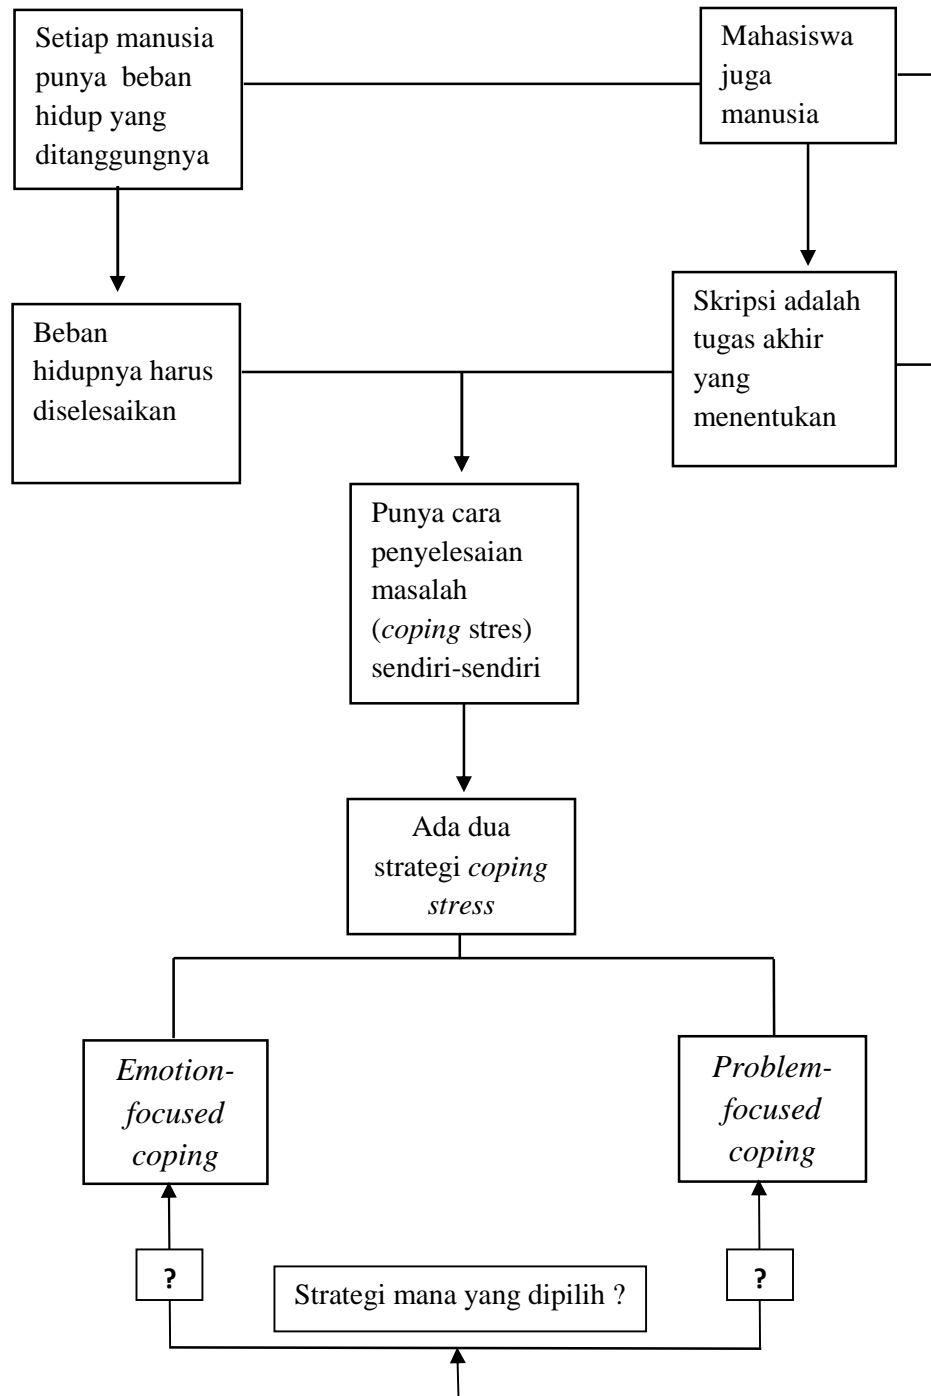 Setiap manusia
punya beban
hidup yang
ditanggungnya
Mahasiswa
juga
manusia
Beban
hidupnya harus
diselesaikan
Skripsi adalah
tugas akhir
yang
menentukan
Punya cara
penyelesaian
masalah
(coping stres)
sendiri-sendiri
Ada dua
strategi coping
stress
Emotion-
focused
coping
Problem-
focused
coping
?
Strategi mana yang dipilih ?
?